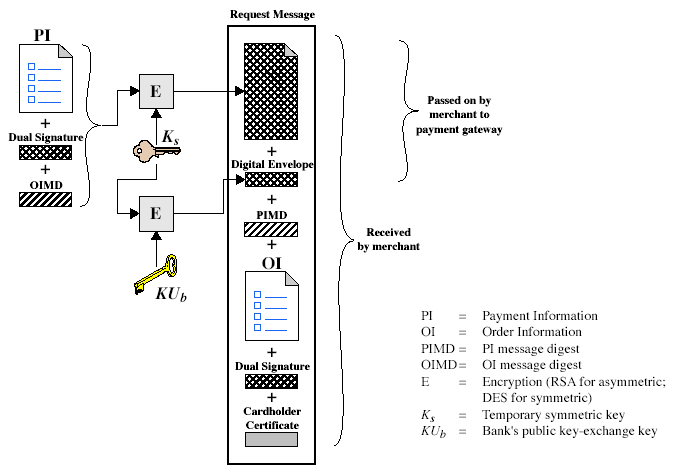 Request Message
PI
+
Dual Signature
+
OIMD
E
Ks
E
KUb
+
Digital Envelope
+
PIMD
+
OI
+
Dual Signature
+
Cardholder
Certificate
Passed on by
merchant to
payment gateway
Received
by merchant
PI = Payment Information
OI = Order Information
PIMD = PI message digest
OIMD = OI message digest
E = Encryption (RSA for asymmetric;
DES for symmetric)
Ks = Temporary symmetric key
KUb = Bank's public key-exchange key